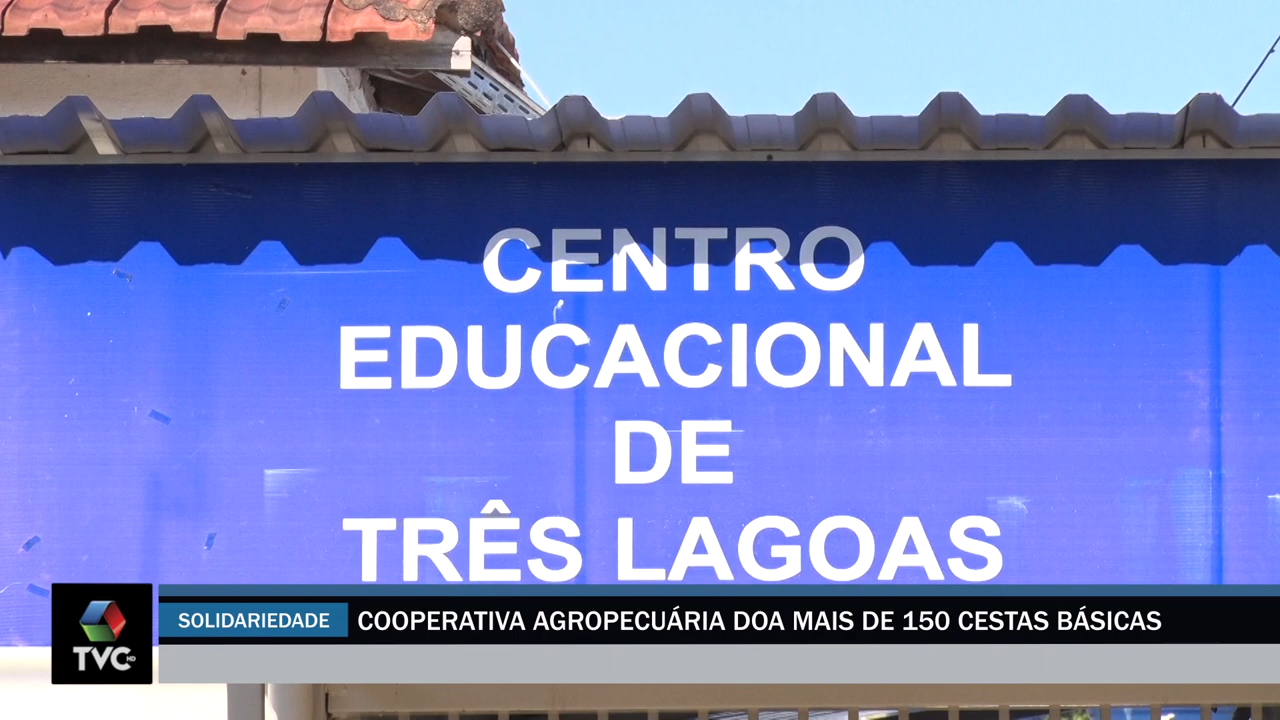 CENTRO
EDUCACIONAL
DE
TRÊS LAGOAS
SOLIDARIEDADE
COOPERATIVA AGROPECUÁRIA DOA MAIS DE 150 CESTAS BÁSICAS
TVC HD